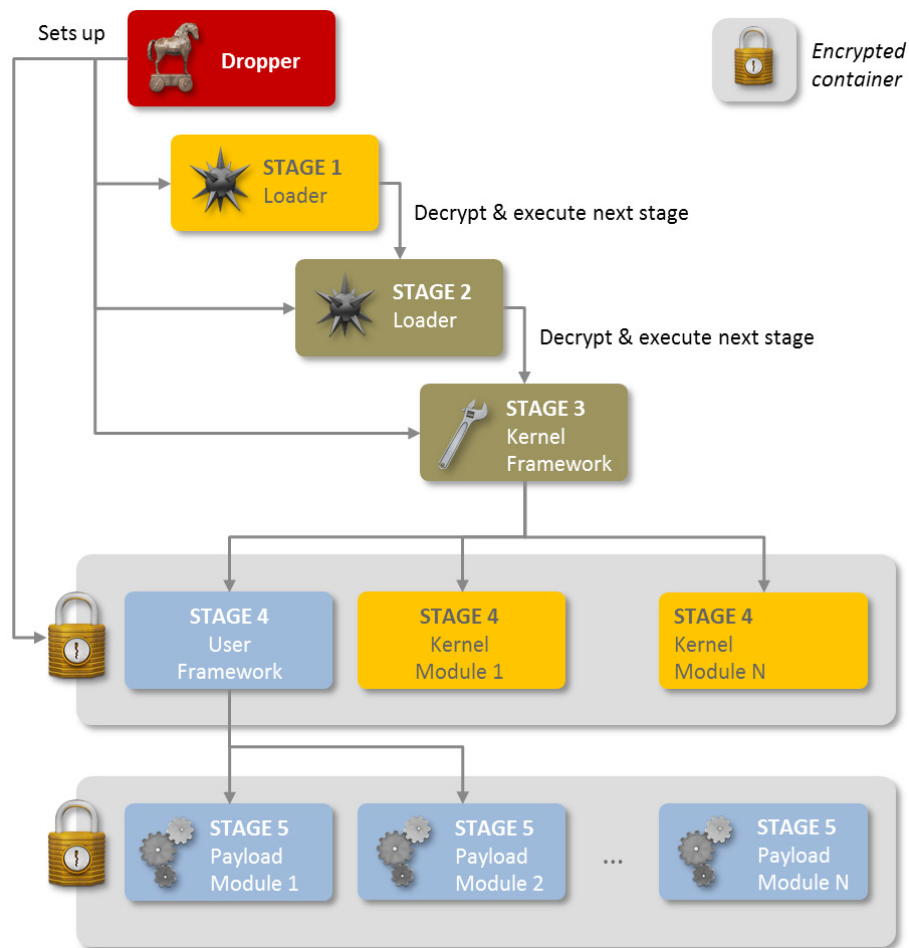 Sets up
Dropper
Encrypted
container
STAGE 1
Loader
Decrypt & execute next stage
STAGE 2
Loader
Decrypt & execute next stage
STAGE 3
Kernel
Framework
STAGE 4
User
Framework
STAGE 4
Kernel
Module 1
STAGE 4
Kernel
Module N
STAGE 5
Payload
Module 1
STAGE 5
Payload
Module 2
...
STAGE 5
Payload
Module N